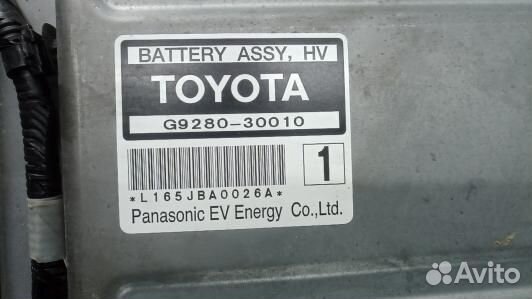 BATTERY ASSY, HV
TOYOTA
G9280-30010
*L165JBA0026A*
1
Panasonic EV Energy Co.,Ltd.
Avito